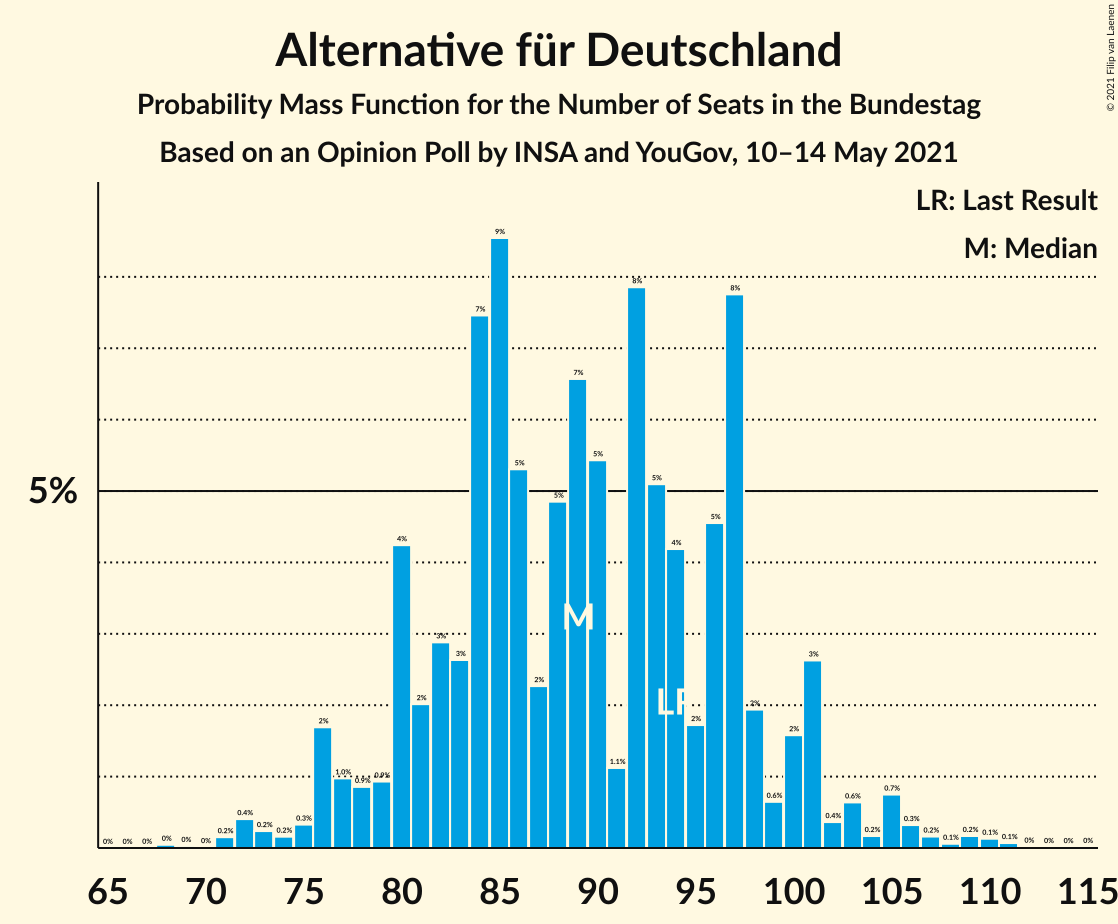 Alternative für Deutschland
Probability Mass Function for the Number of Seats in the Bundestag
Based on an Opinion Poll by INSA and YouGov, 10–14 May 2021
© 2021 Filip van Laenen
LR: Last Result
M: Median
5%
0% 0% 0% 0% 0% 0% 0.2% 0.4% 0.2% 0.2% 0.3% 2% 1.0% 0.9% 0.9% 4% 2% 3% 3% 7% 9% 5% 2% 5% 7% 5% 1.1% 8% 5% 4% 2% 5% 8% 2% 0.6% 2% 3% 0.4% 0.6% 0.2% 0.7% 0.3% 0.2% 0.1% 0.2% 0.1% 0.1% 0% 0% 0% 0%
M
LR
65 70 75 80 85 90 95 100 105 110 115